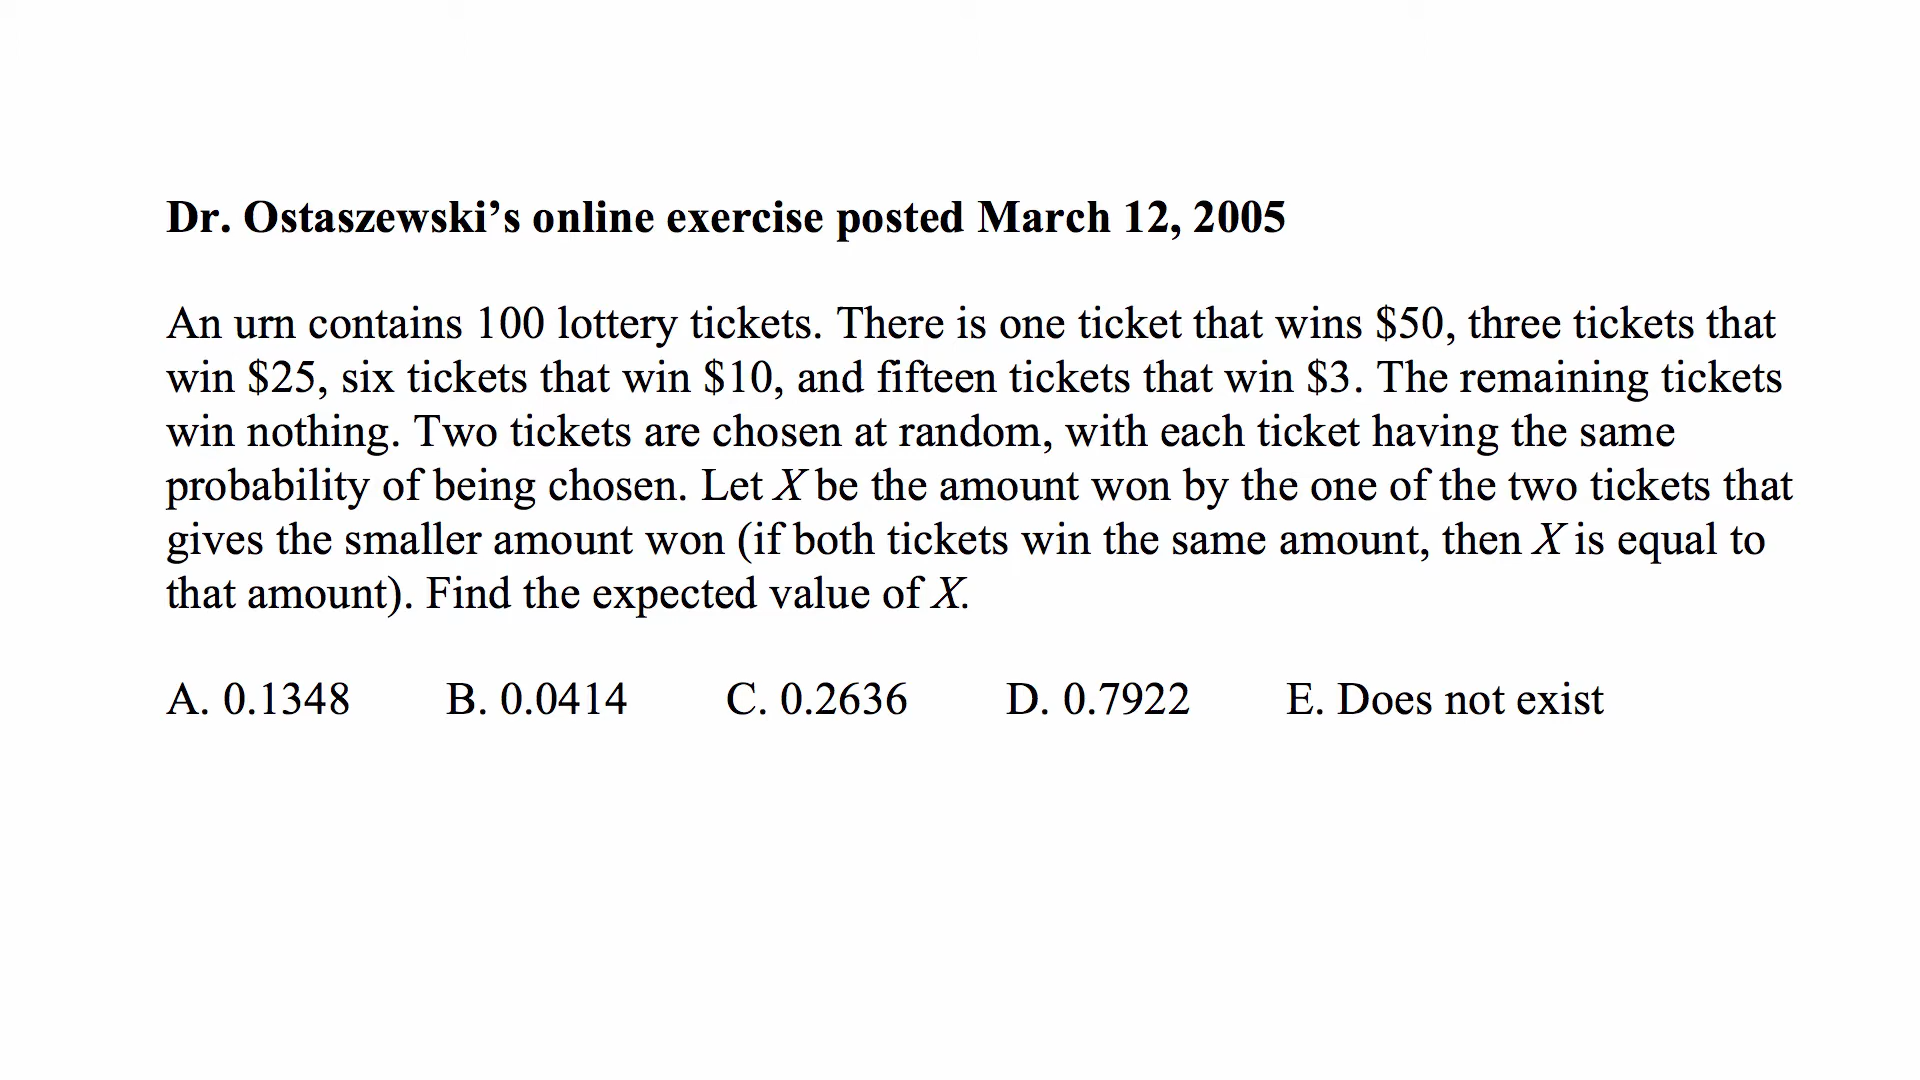 Dr. Ostaszewski’s online exercise posted March 12, 2005
An urn contains 100 lottery tickets. There is one ticket that wins $50, three tickets that
win $25, six tickets that win $10, and fifteen tickets that win $3. The remaining tickets
win nothing. Two tickets are chosen at random, with each ticket having the same
probability of being chosen. Let X be the amount won by the one of the two tickets that
gives the smaller amount won (if both tickets win the same amount, then X is equal to
that amount). Find the expected value of X.
A. 0.1348 B. 0.0414 C. 0.2636 D. 0.7922 E. Does not exist